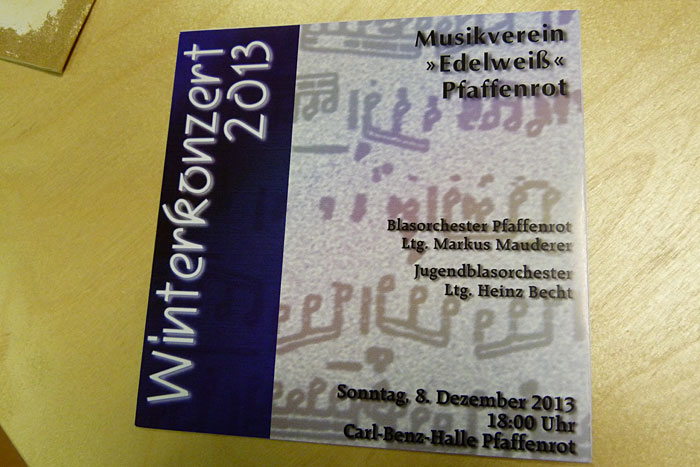 Winterkonzert
2013
Musikverein
»Edelweiß«
Pfaffenrot
Blasorchester Pfaffenrot
Ltg. Markus Mauderer
Jugendblasorchester
Ltg. Heinz Becht
Sonntag, 8. Dezember 2013
18:00 Uhr
Carl-Benz-Halle Pfaffenrot